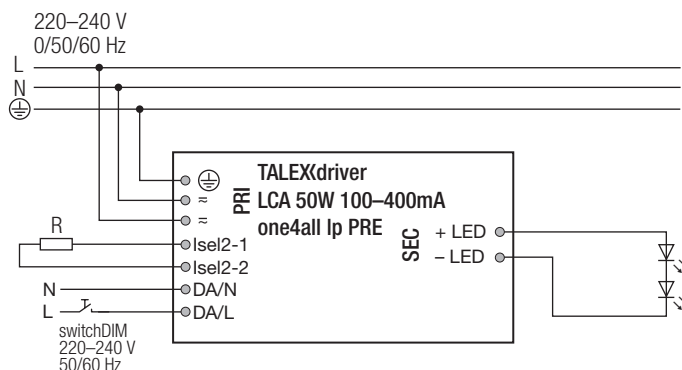 220–240 V
0/50/60 Hz
L
N
TALEXXdriver
LCA 50W 100–400mA
one4all lp PRE
PRI
≂
≂
R
Isel2-1
Isel2-2
N
DA/N
L
DA/L
SEC
+ LED
– LED
switchDIM
220–240 V
50/60 Hz